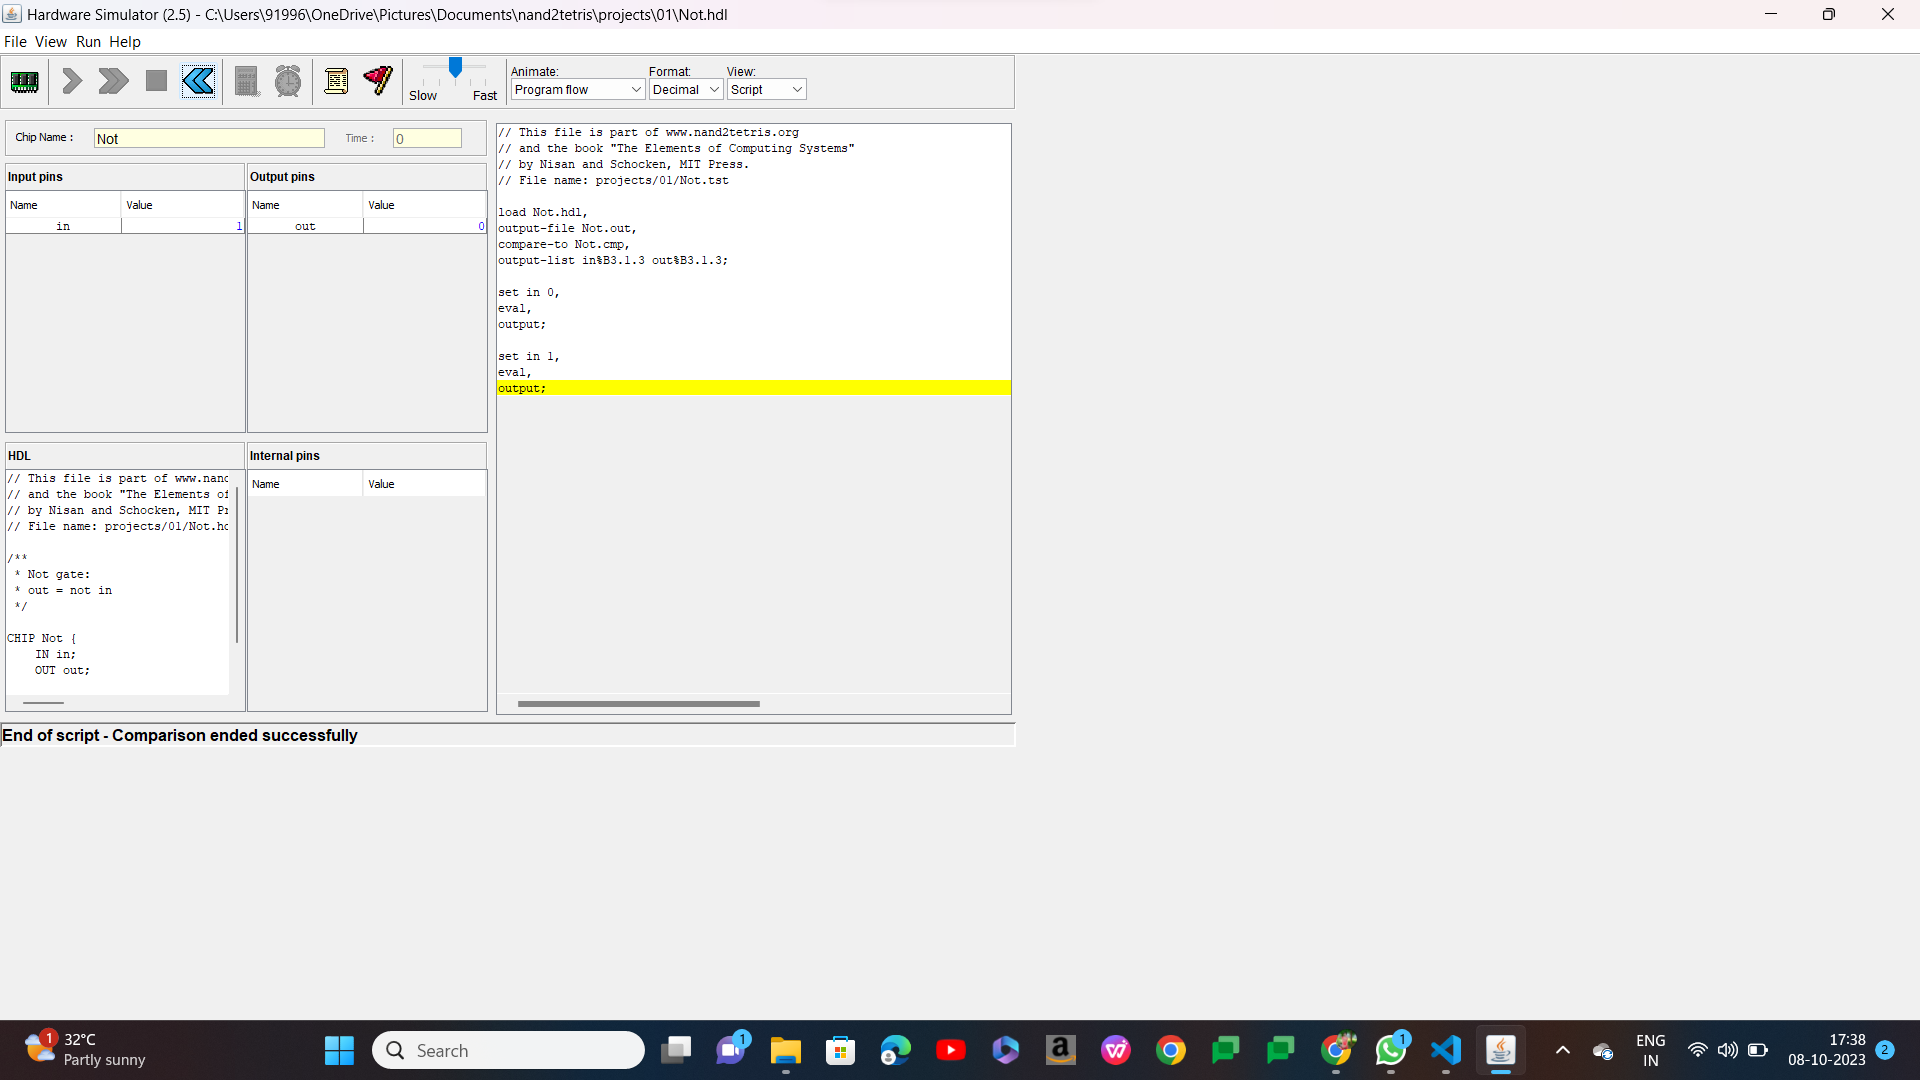 Hardware Simulator (2.5) - C:\Users\91996\OneDrive\Pictures\Documents\nand2tetris\projects\01\Not.hdl
File View Run Help
Slow Fast
Animate: Format: View:
Program flow Decimal Script
Chip Name : Not Time : 0
Input pins
Name Value
in 1
Output pins
Name Value
out 0
HDL
// This file is part of www.nand
// and the book "The Elements of
// by Nisan and Schocken, MIT Pr
// File name: projects/01/Not.hd
/**
* Not gate:
* out = not in
*/
CHIP Not {
IN in;
OUT out;
Internal pins
Name Value
// This file is part of www.nand2tetris.org
// and the book "The Elements of Computing Systems"
// by Nisan and Schocken, MIT Press.
// File name: projects/01/Not.tst
load Not.hdl,
output-file Not.out,
compare-to Not.cmp,
output-list in%B3.1.3 out%B3.1.3;
set in 0,
eval,
output;
set in 1,
eval,
output;
End of script - Comparison ended successfully
1
32°C
Partly sunny
Search
1
a
1
ENG
IN
17:38
08-10-2023
2